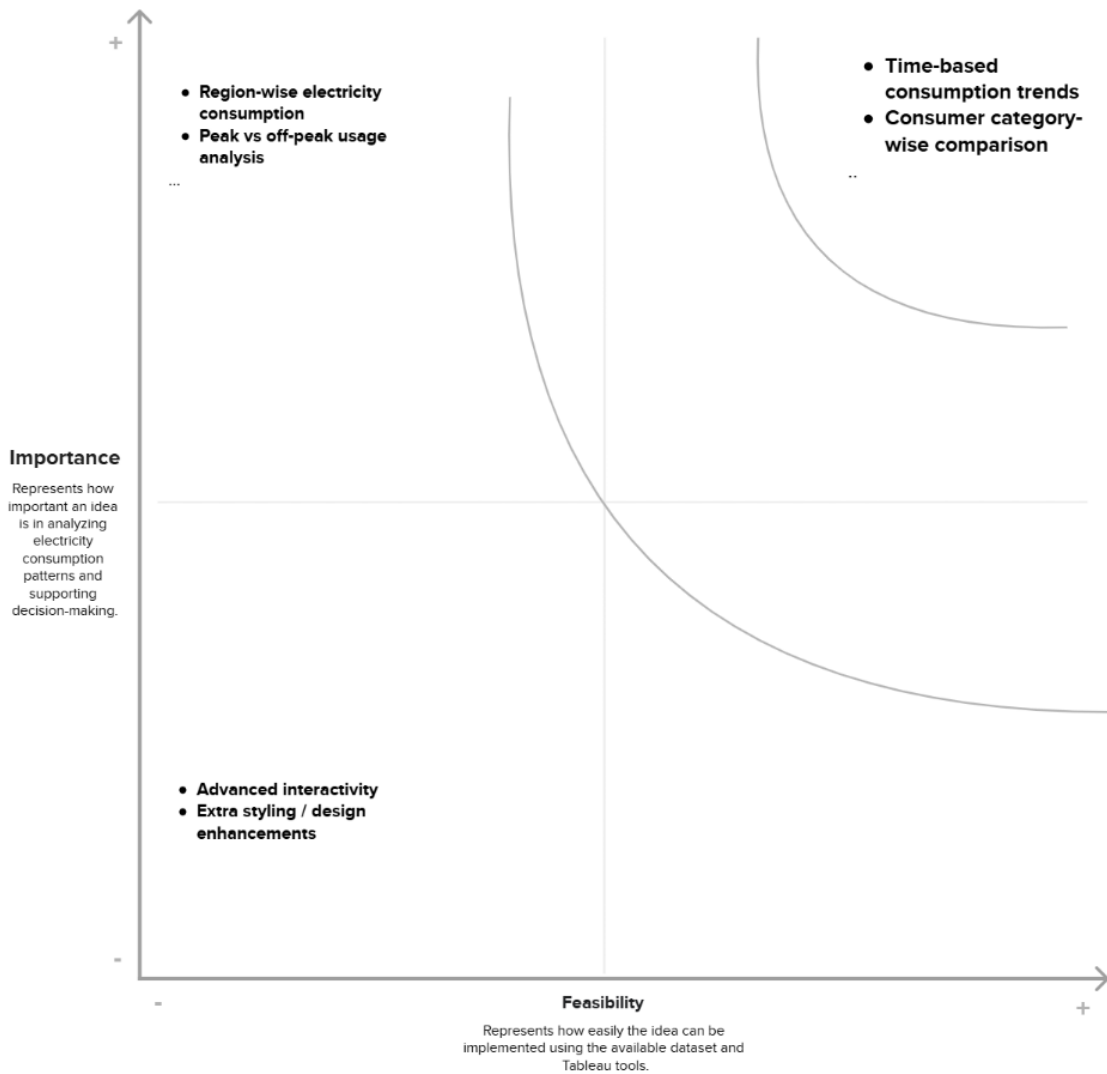 +
● Region-wise electricity
consumption
● Peak vs off-peak usage
analysis
...
● Time-based
consumption trends
● Consumer category-
wise comparison
..
Importance
Represents how
important an idea
is in analyzing
electricity
consumption
patterns and
supporting
decision-making.
● Advanced interactivity
● Extra styling / design
enhancements
-
-
Feasibility
+
Represents how easily the idea can be
implemented using the available dataset and
Tableau tools.